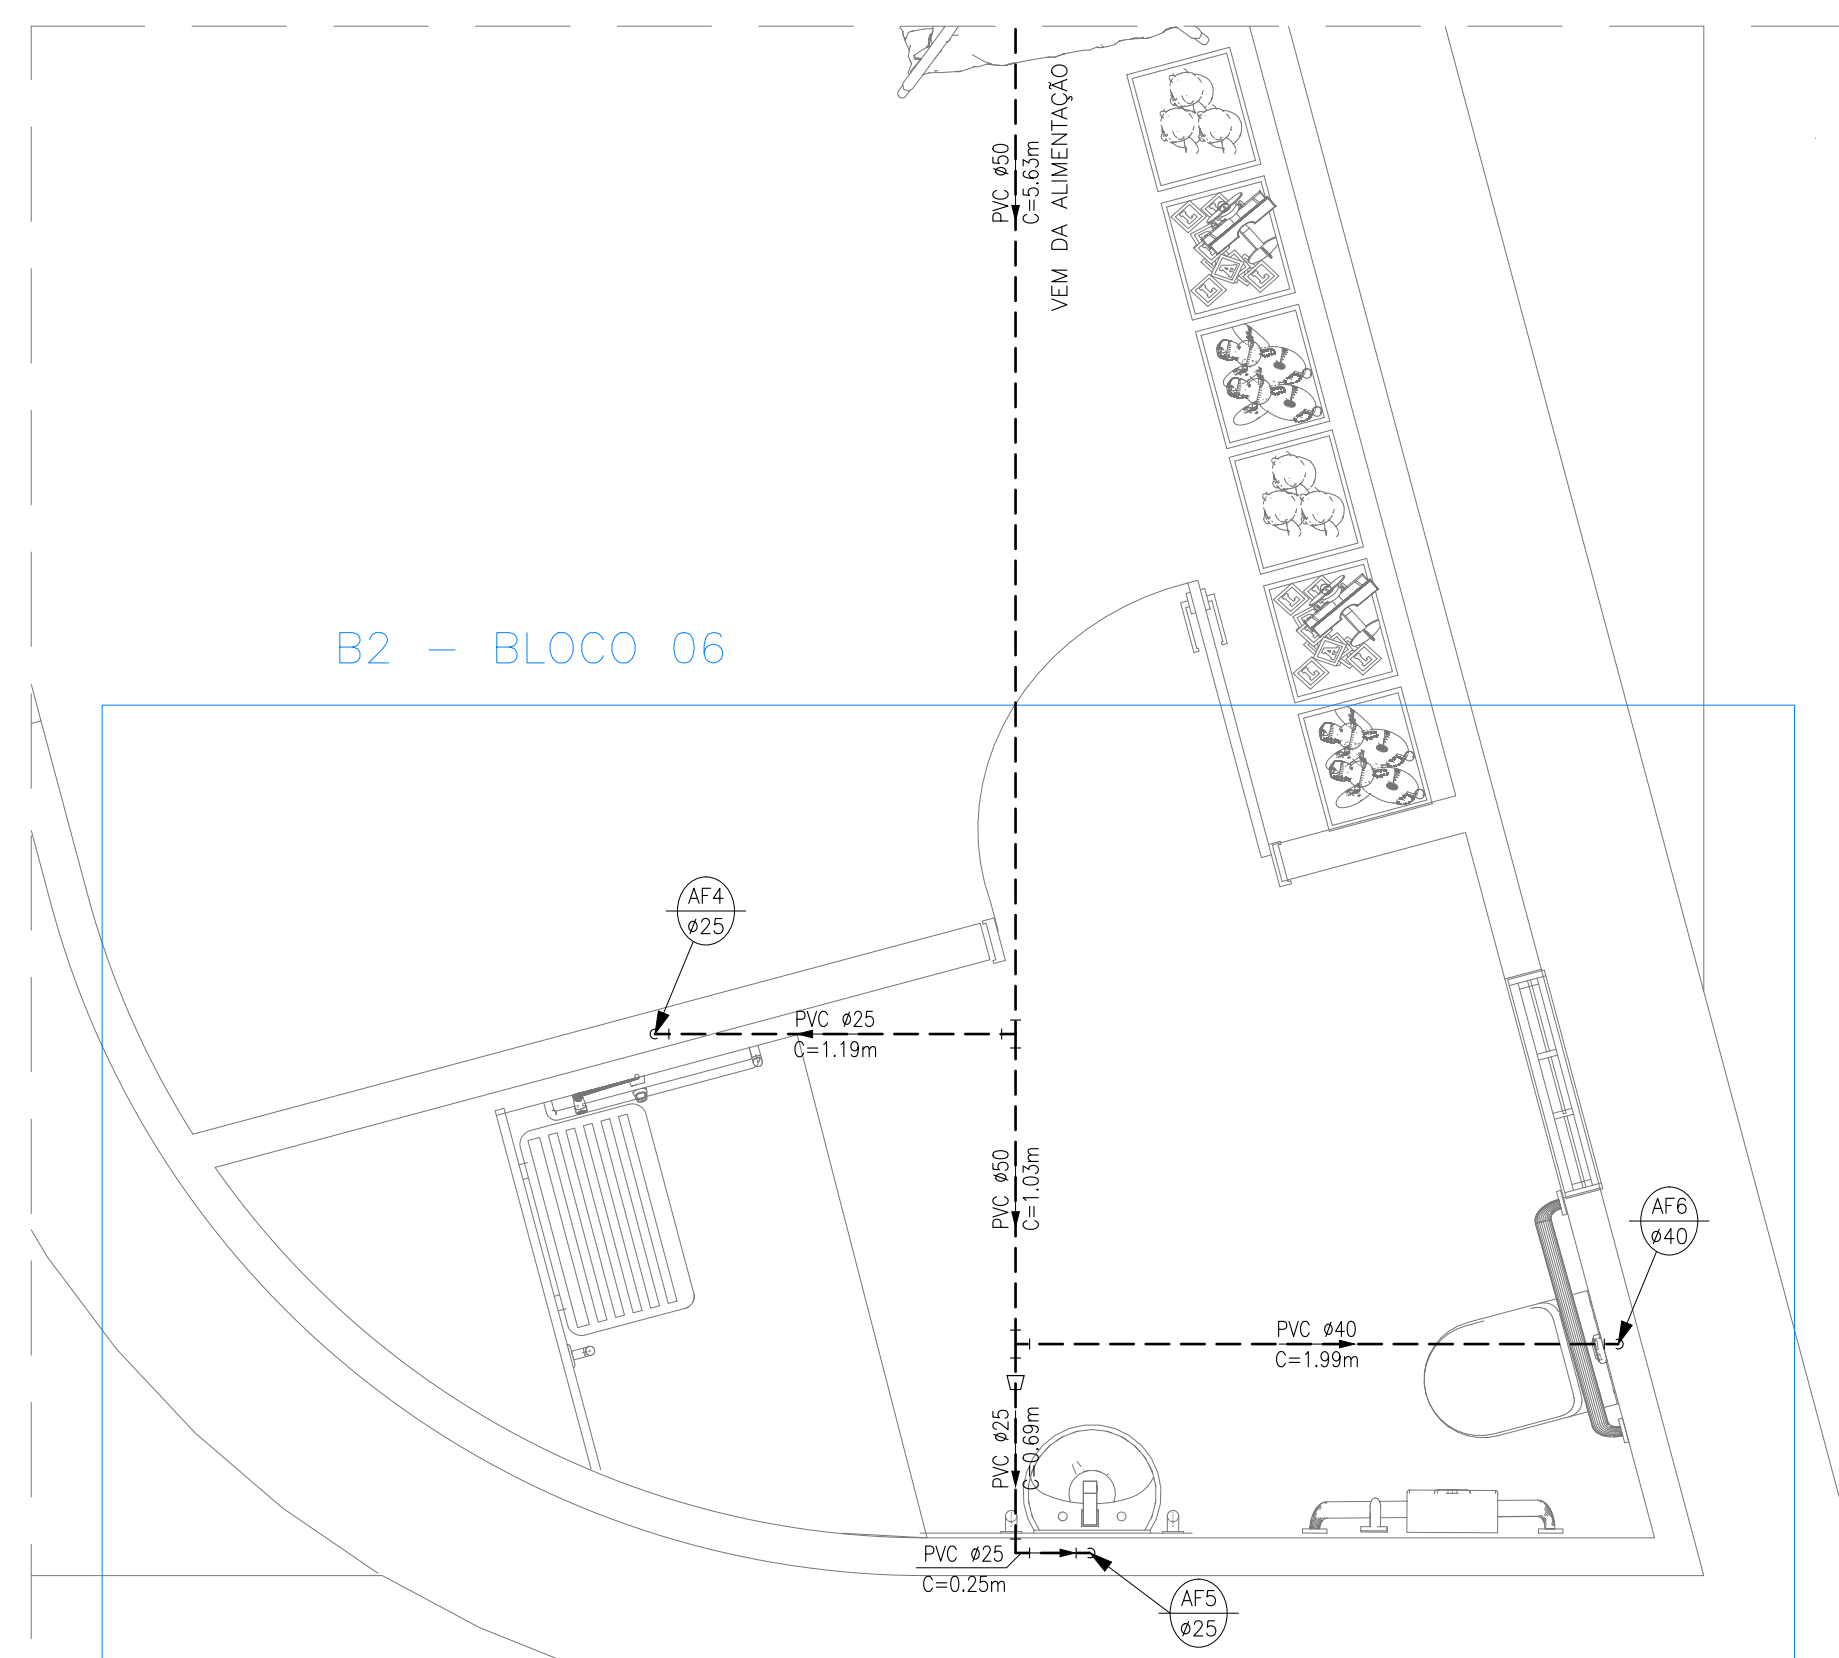 PVC ø50
C=5.63m
VEM DA ALIMENTAÇÃO
L
A
L
L
B2 - BLOCO 06
L
A
L
L
AF4
ø25
PVC ø25
C=1.19m
PVC ø50
C=1.03m
AF6
ø40
PVC ø40
C=1.99m
PVC ø25
C=0.69m
PVC ø25
C=0.25m
AF5
ø25